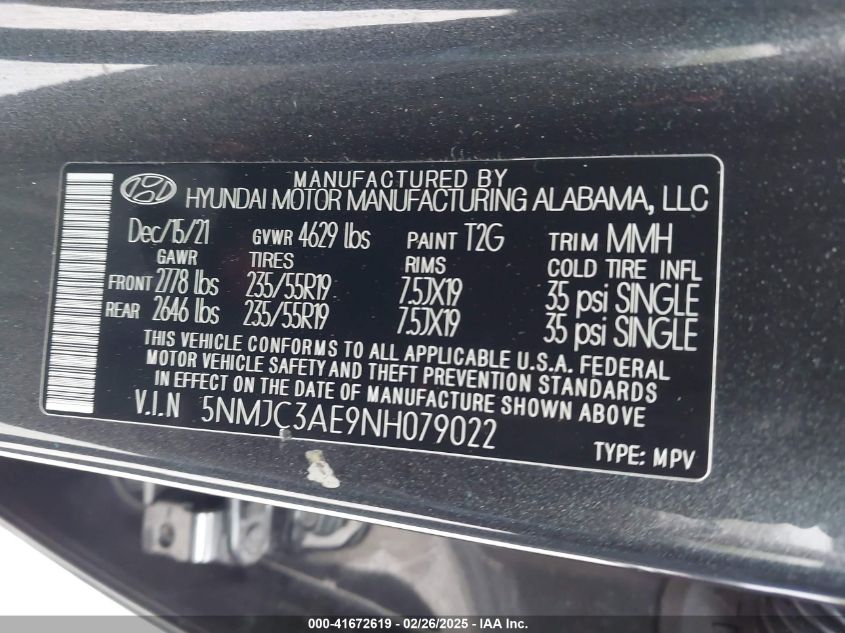 MANUFACTURED BY
HYUNDAI MOTOR MANUFACTURING ALABAMA, LLC
Dec/15/21 GVWR 4629 lbs PAINT T2G TRIM MMH
GAWR TIRES RIMS COLD TIRE INFL
FRONT 2778 lbs 235/55R19 7.5JX19 35 psi SINGLE
REAR 2646 lbs 235/55R19 7.5JX19 35 psi SINGLE
THIS VEHICLE CONFORMS TO ALL APPLICABLE U.S.A. FEDERAL
MOTOR VEHICLE SAFETY AND THEFT PREVENTION STANDARDS
IN EFFECT ON THE DATE OF MANUFACTURE SHOWN ABOVE
V.I.N 5NMJC3AE9NH079022
TYPE: MPV
000-41672619 - 02/26/2025 - IAA Inc.